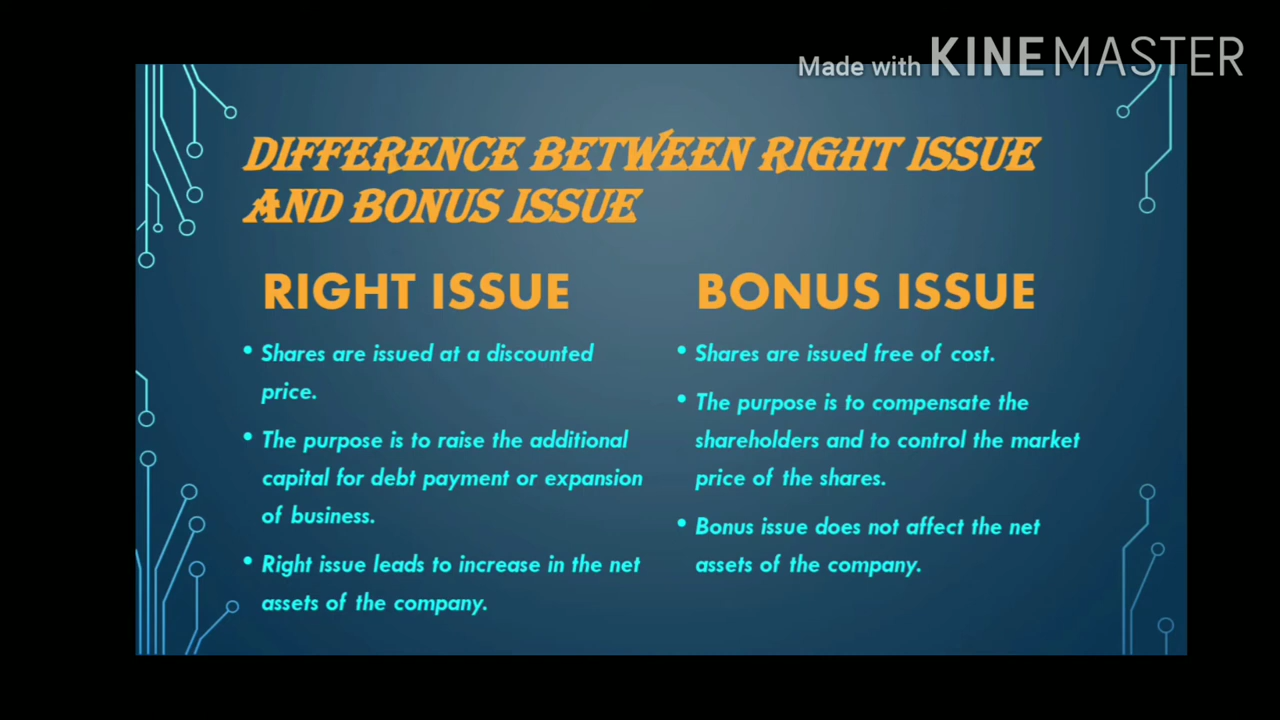 Made with KINEMASTER
DIFFERENCE BETWEEN RIGHT ISSUE
AND BONUS ISSUE
RIGHT ISSUE
• Shares are issued at a discounted
price.
• The purpose is to raise the additional
capital for debt payment or expansion
of business.
• Right issue leads to increase in the net
assets of the company.
BONUS ISSUE
• Shares are issued free of cost.
• The purpose is to compensate the
shareholders and to control the market
price of the shares.
• Bonus issue does not affect the net
assets of the company.